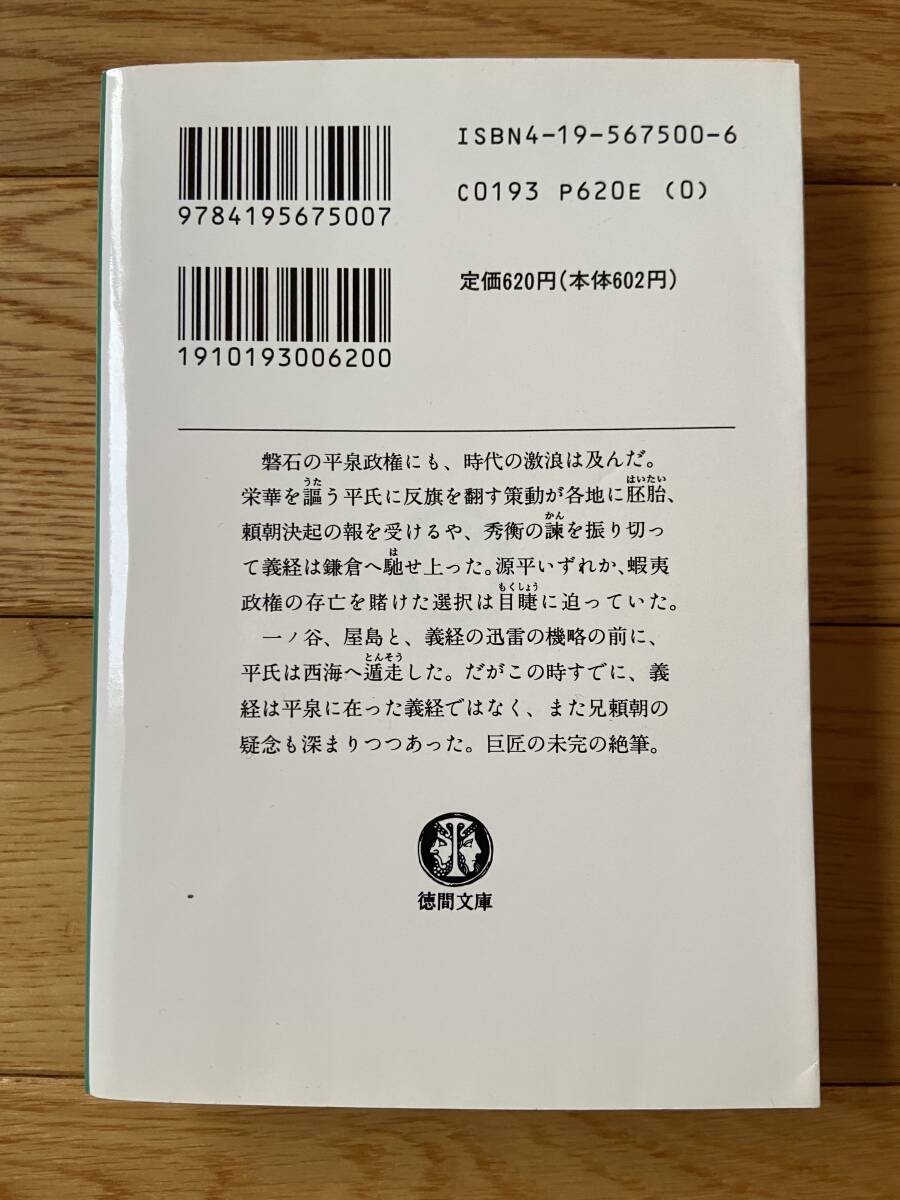 ISBN4-19-567500-6
C0193 P620E (0)
9784195675007
定価620円(本体602円)
1910193006200
磐石の平泉政権にも、時代の激浪は及んだ。
栄華を謳う平氏に反旗を翻す策動が各地に胚胎、
頼朝決起の報を受けるや、秀衡の諫を振り切っ
て義経は鎌倉へ馳せ上った。源平いずれか、蝦夷
政権の存亡を賭けた選択は目睫に迫っていた。
一ノ谷、屋島と、義経の迅雷の機略の前に、
平氏は西海へ遁走した。だがこの時すでに、義
経は平泉に在った義経ではなく、また兄頼朝の
疑念も深まりつつあった。巨匠の未完の絶筆。
徳間文庫